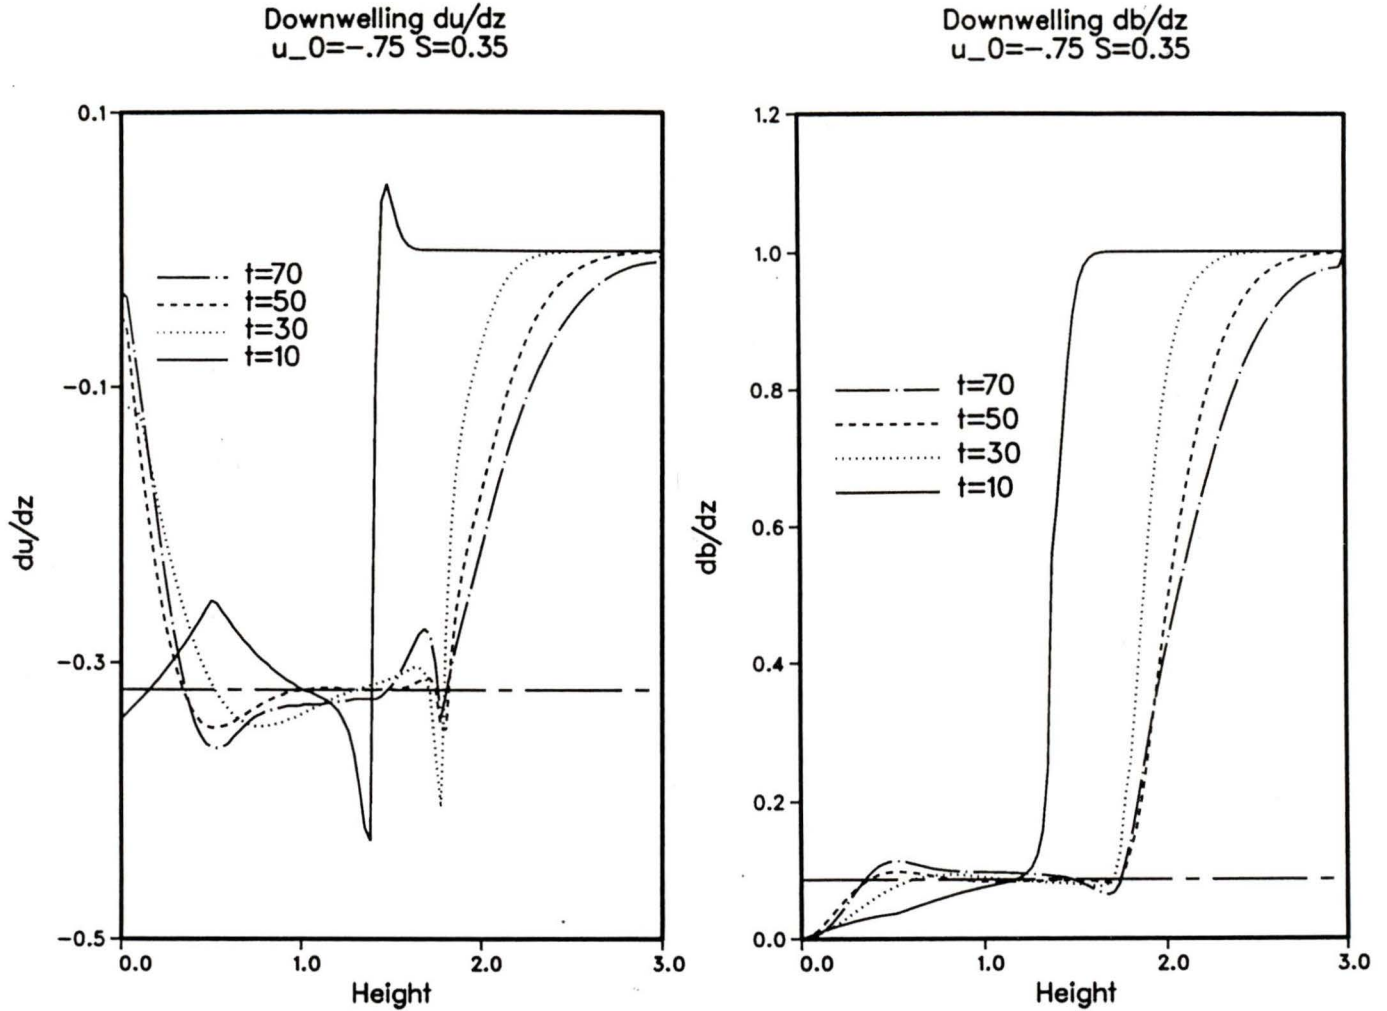 Downwelling du/dz
u_0=-.75 S=0.35
0.1
-0.1
-0.3
-0.5
du/dz
t=70
t=50
t=30
t=10
0.0 1.0 2.0 3.0
Height
Downwelling db/dz
u_0=-.75 S=0.35
1.2
1.0
0.8
0.6
0.4
0.2
0.0
db/dz
t=70
t=50
t=30
t=10
0.0 1.0 2.0 3.0
Height